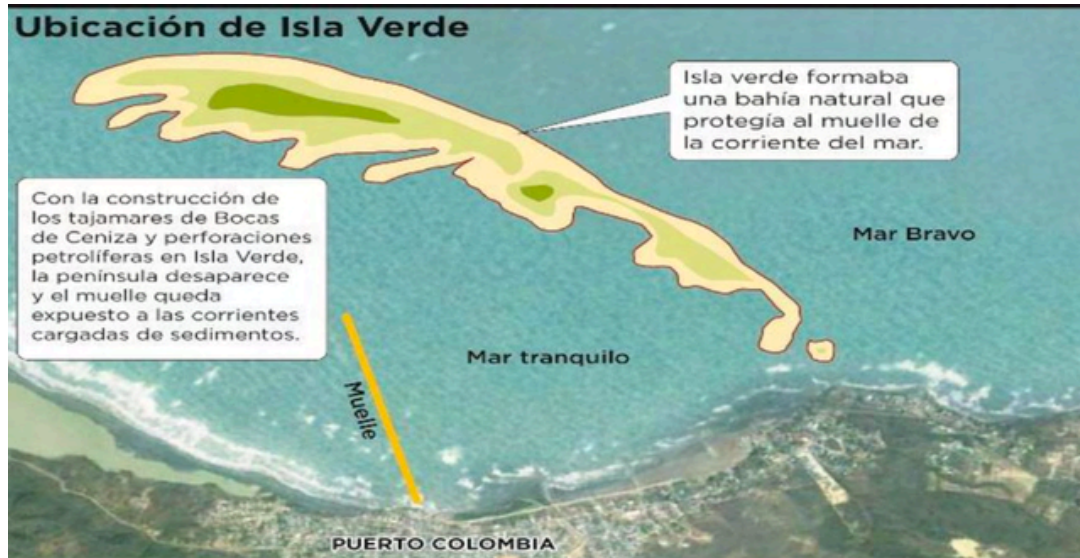 Ubicación de Isla Verde
Isla verde formaba
una bahía natural que
protegía al muelle de
la corriente del mar.
Con la construcción de
los tajamares de Bocas
de Ceniza y perforaciones
petrolíferas en Isla Verde,
la península desaparece
y el muelle queda
expuesto a las corrientes
cargadas de sedimentos.
Mar Bravo
Mar tranquilo
Muelle
PUERTO COLOMBIA